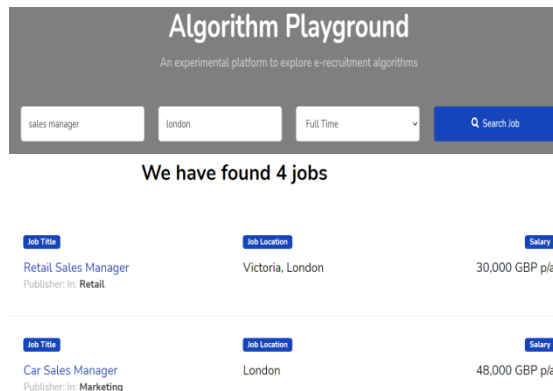 Algorithm Playground
An experimental platform to explore e-recruitment algorithms
sales manager london Full Time Search Job
We have found 4 jobs
Job Title Job Location Salary
Retail Sales Manager Victoria, London 30,000 GBP p/a
Publisher: In: Retail
Job Title Job Location Salary
Car Sales Manager London 48,000 GBP p/a
Publisher: In: Marketing